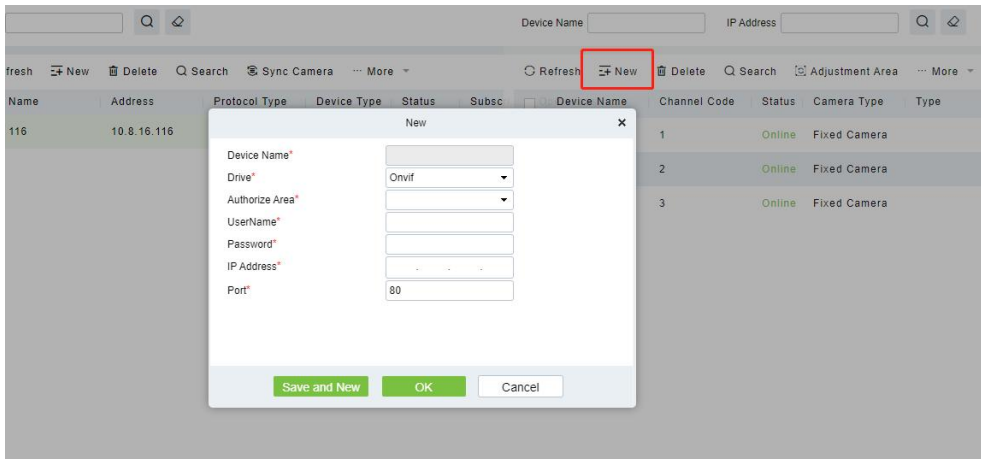 Device Name IP Address
fresh New Delete Search Sync Camera ··· More Refresh New Delete Search Adjustment Area ··· More
Name Address Protocol Type Device Type Status Subsc Device Name Channel Code Status Camera Type Type
116 10.8.16.116 1 Online Fixed Camera
2 Online Fixed Camera
3 Online Fixed Camera
New ×
Device Name*
Drive* Onvif
Authorize Area*
UserName*
Password*
IP Address* . . .
Port* 80
Save and New OK Cancel